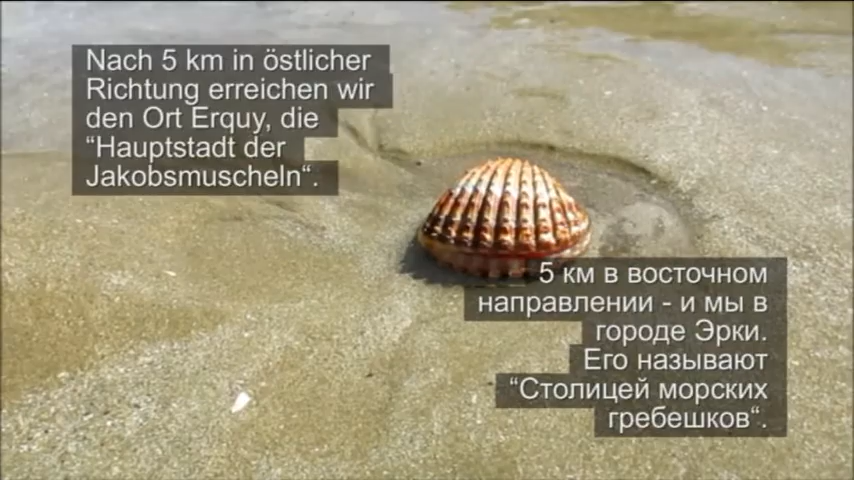 Nach 5 km in östlicher
Richtung erreichen wir
den Ort Erquy, die
“Hauptstadt der
Jakobsmuscheln“.
5 км в восточном
направлении - и мы в
городе Эрки.
Его называют
“Столицей морских
гребешков“.